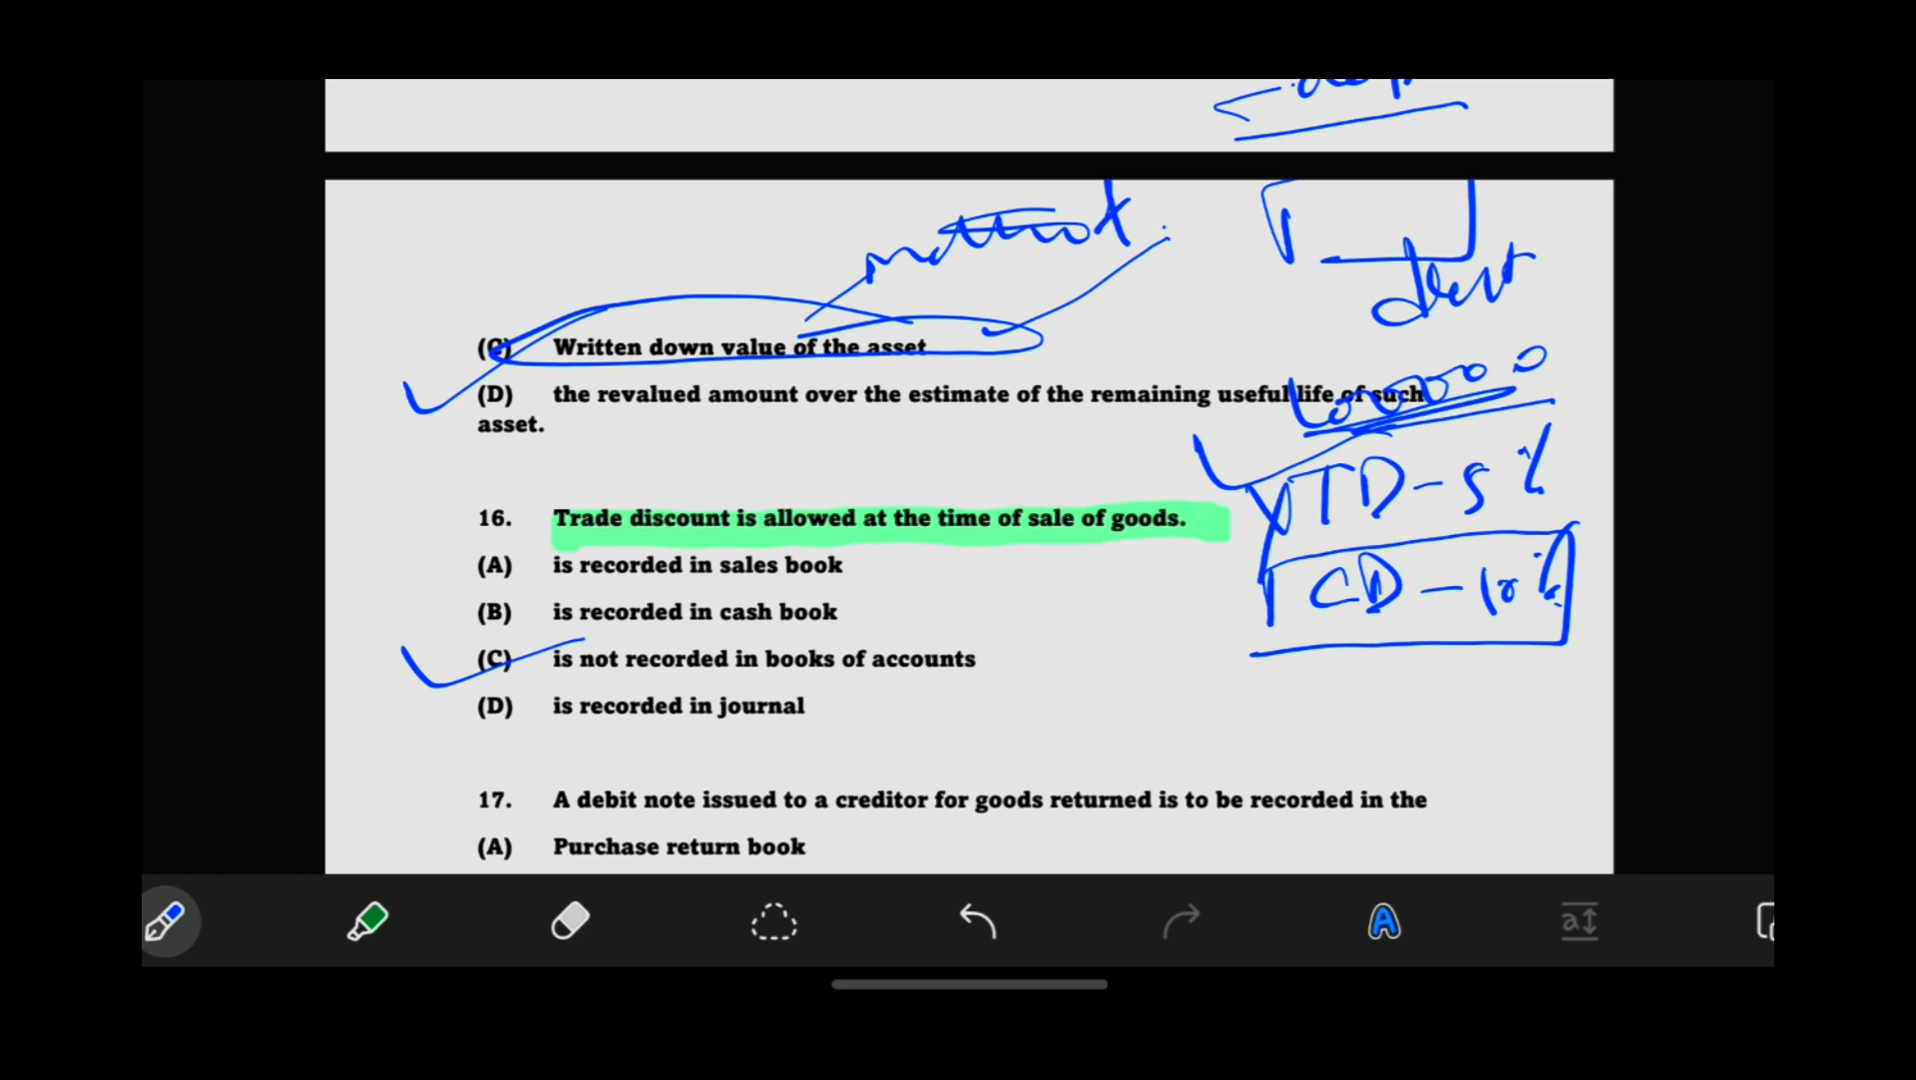 method.
dert
(C) Written down value of the asset
(D) the revalued amount over the estimate of the remaining useful life of such
asset.
TD - 5 %
16. Trade discount is allowed at the time of sale of goods.
(A) is recorded in sales book
CD - 10 %
(B) is recorded in cash book
(C) is not recorded in books of accounts
(D) is recorded in journal
17. A debit note issued to a creditor for goods returned is to be recorded in the
(A) Purchase return book
A
a